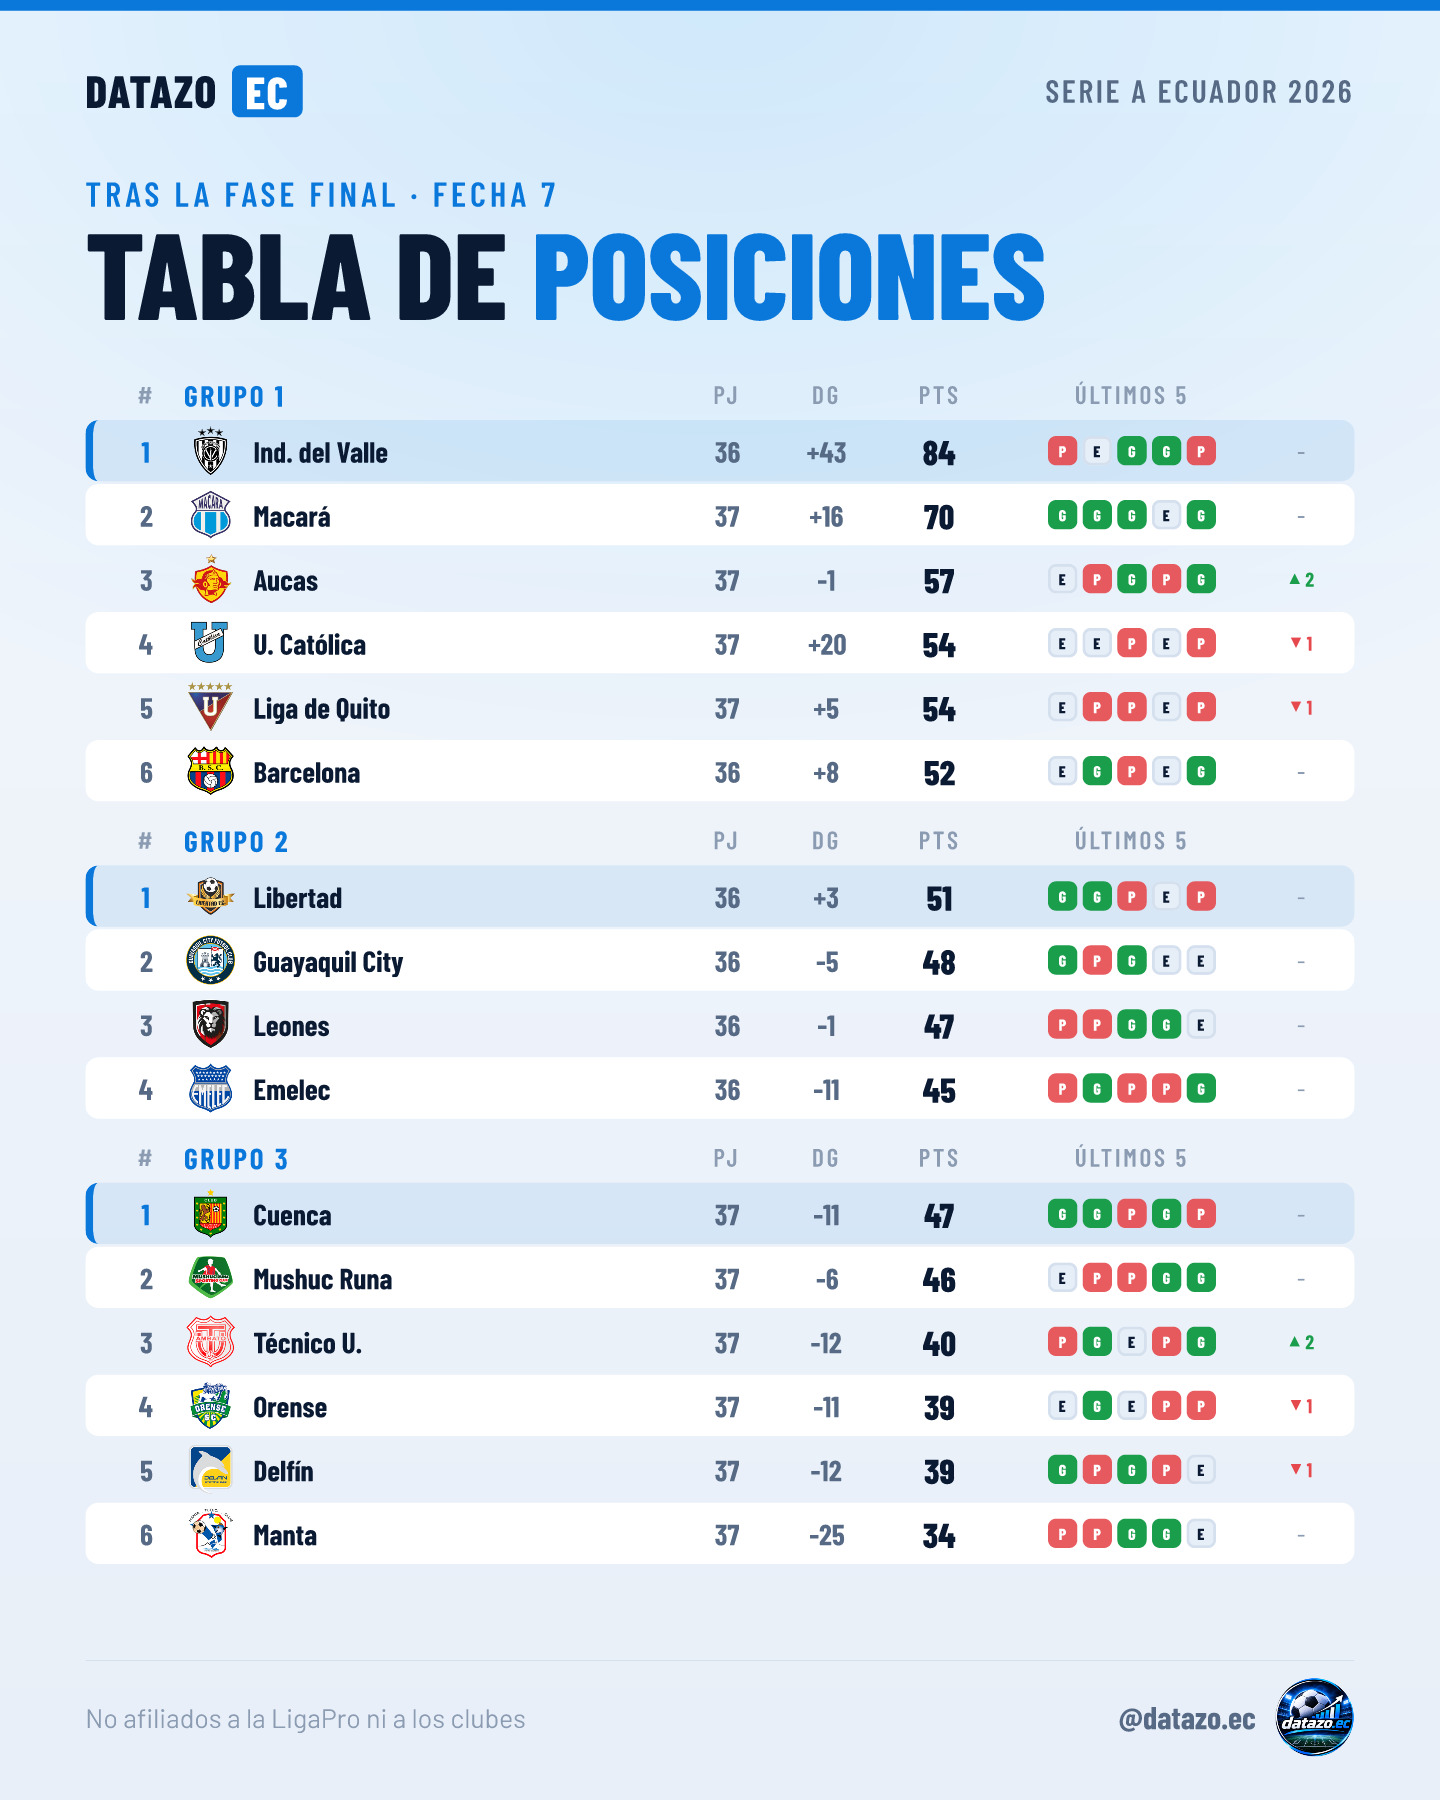 DATAZO EC
SERIE A ECUADOR 2026
TRAS LA FASE FINAL · FECHA 7
TABLA DE POSICIONES
# GRUPO 1 PJ DG PTS ÚLTIMOS 5
1 Ind. del Valle 36 +43 84 P E G G P -
2 MACARÁ Macará 37 +16 70 G G G E G -
3 Aucas 37 -1 57 E P G P G ▲2
4 U Católica U. Católica 37 +20 54 E E P E P ▼1
5 U Liga de Quito 37 +5 54 E P P E P ▼1
6 B. S. C. Barcelona 36 +8 52 E G P E G -
# GRUPO 2 PJ DG PTS ÚLTIMOS 5
1 Libertad 36 +3 51 G G P E P -
2 Guayaquil City 36 -5 48 G P G E E -
3 Leones 36 -1 47 P P G G E -
4 EMELEC Emelec 36 -11 45 P G P P G -
# GRUPO 3 PJ DG PTS ÚLTIMOS 5
1 Cuenca 37 -11 47 G G P G P -
2 Mushuc Runa 37 -6 46 E P P G G -
3 AMBATO Técnico U. 37 -12 40 P G E P G ▲2
4 ORENSE SC Orense 37 -11 39 E G E P P ▼1
5 DELFIN Delfín 37 -12 39 G P G P E ▼1
6 Manta 37 -25 34 P P G G E -
No afiliados a la LigaPro ni a los clubes
@datazo.ec
datazo.ec